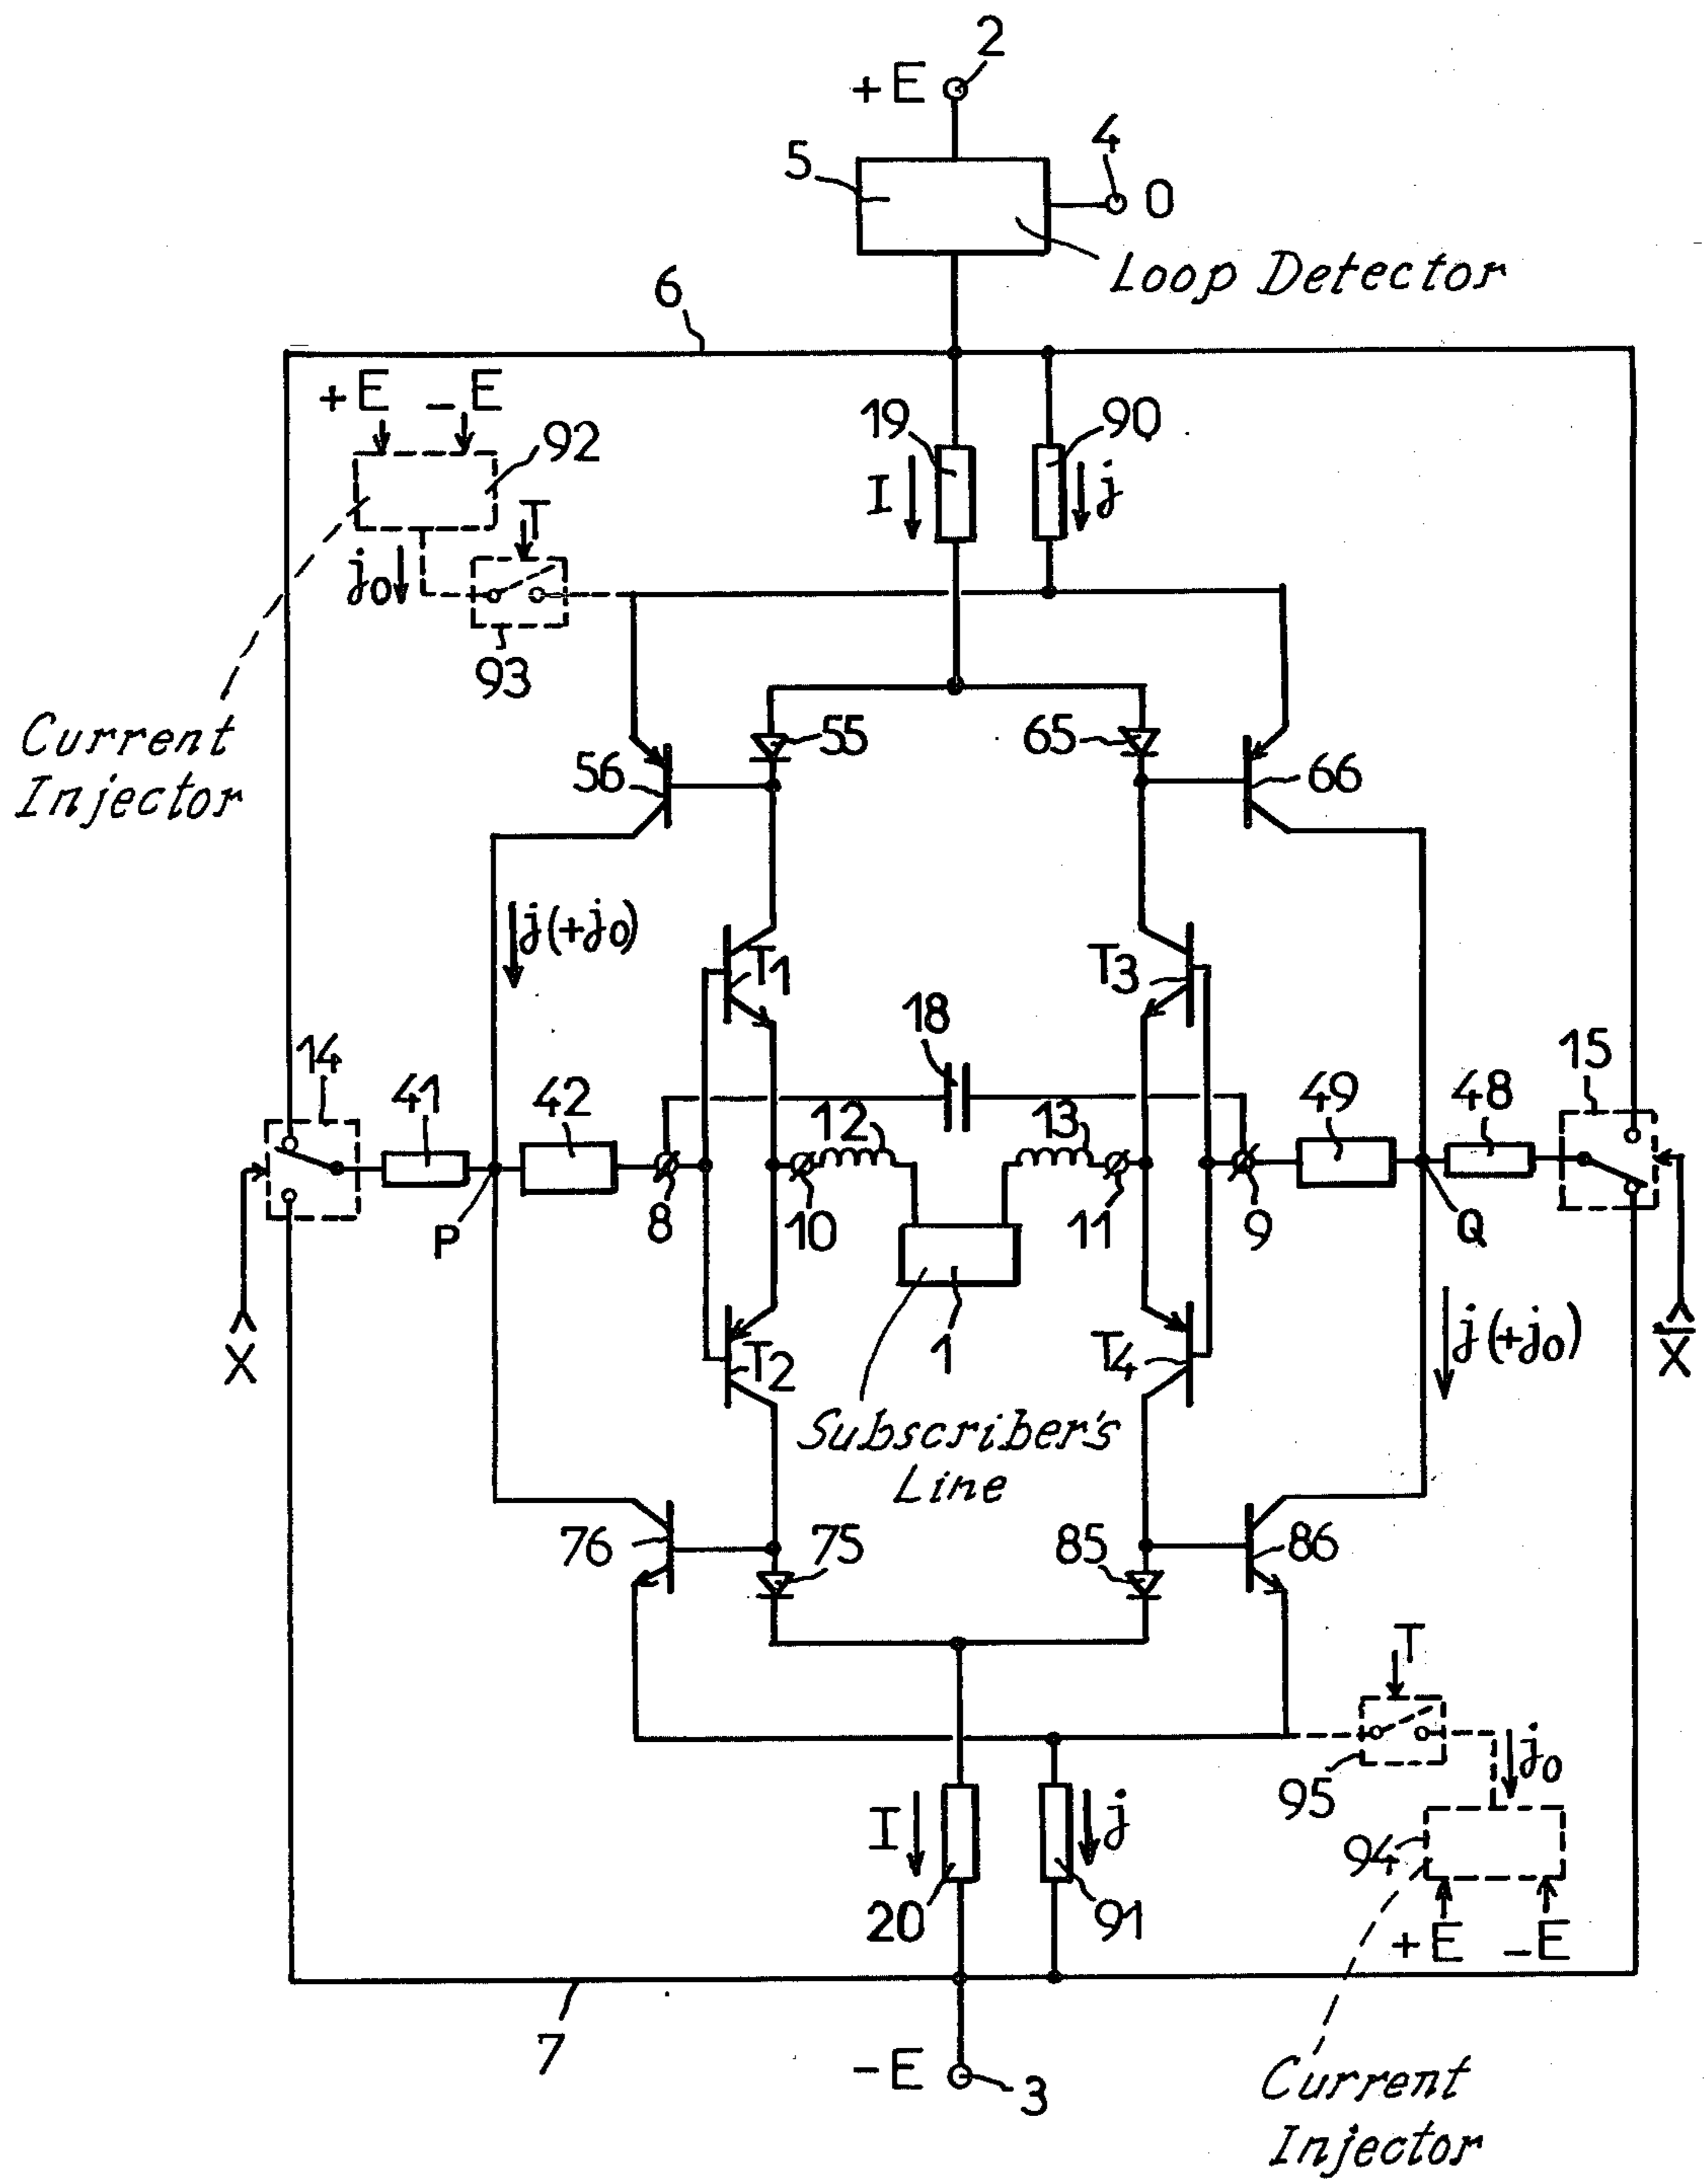 2
+E
4
5
0
Loop Detector
6
+E -E
92
19
90
I
j
T
j0
93
Current
Injector
55
65
56
66
j(+j0)
T1
T3
18
14
15
41
42
12
13
49
48
P
8
10
11
9
Q
X
1
X̅
T2
T4
j(+j0)
Subscriber's
Line
76
75
85
86
T
95
j0
I
j
94
20
91
+E -E
7
-E
3
Current
Injector